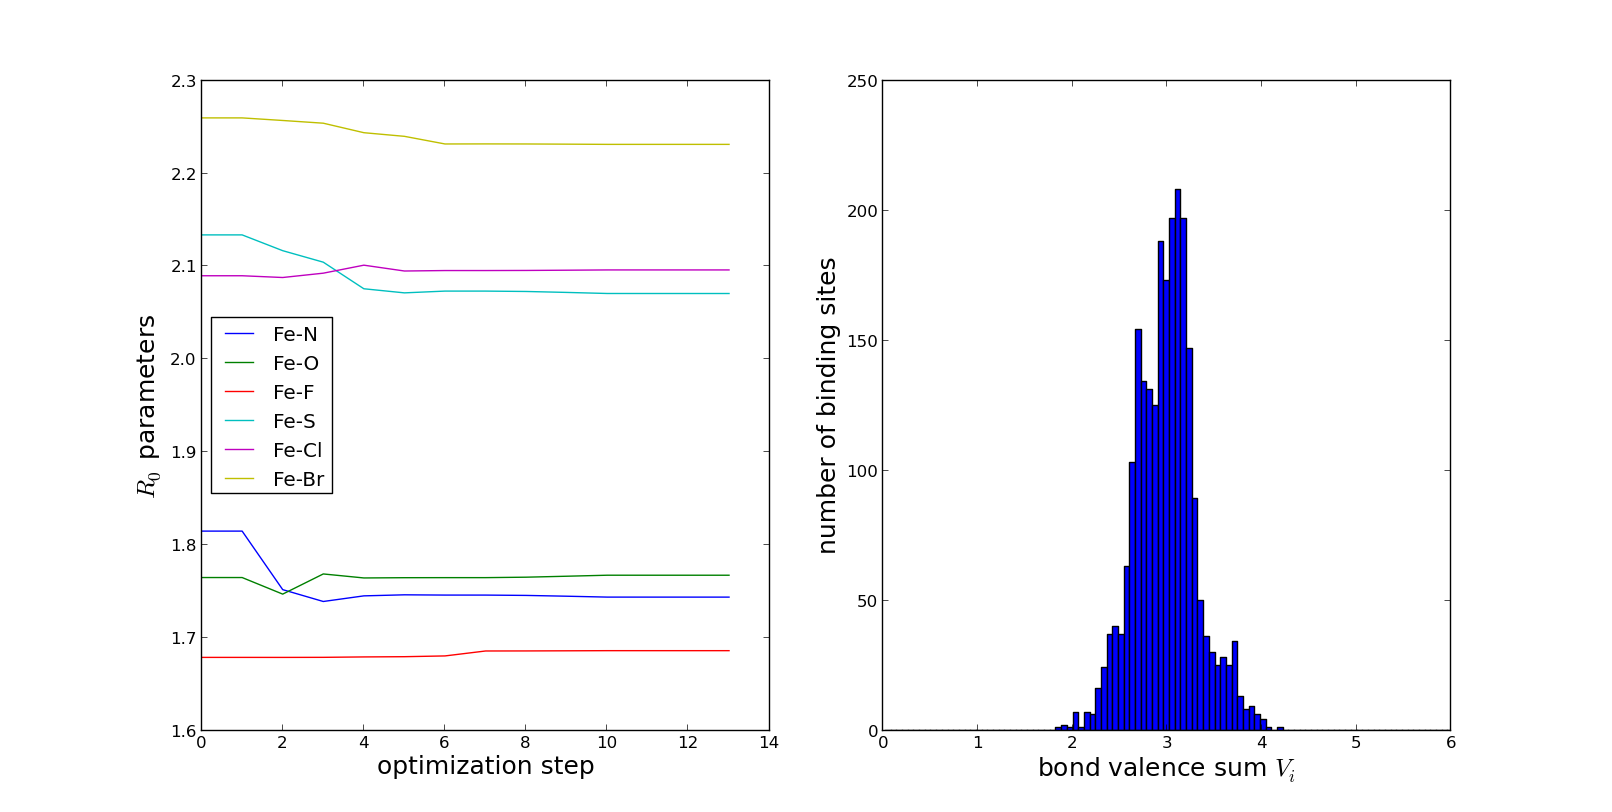 2.3
2.2
2.1
2.0
1.9
1.8
1.7
1.6
R₀ parameters
Fe-N
Fe-O
Fe-F
Fe-S
Fe-Cl
Fe-Br
0 2 4 6 8 10 12 14
optimization step
250
200
150
100
50
0
number of binding sites
0 1 2 3 4 5 6
bond valence sum Vᵢ